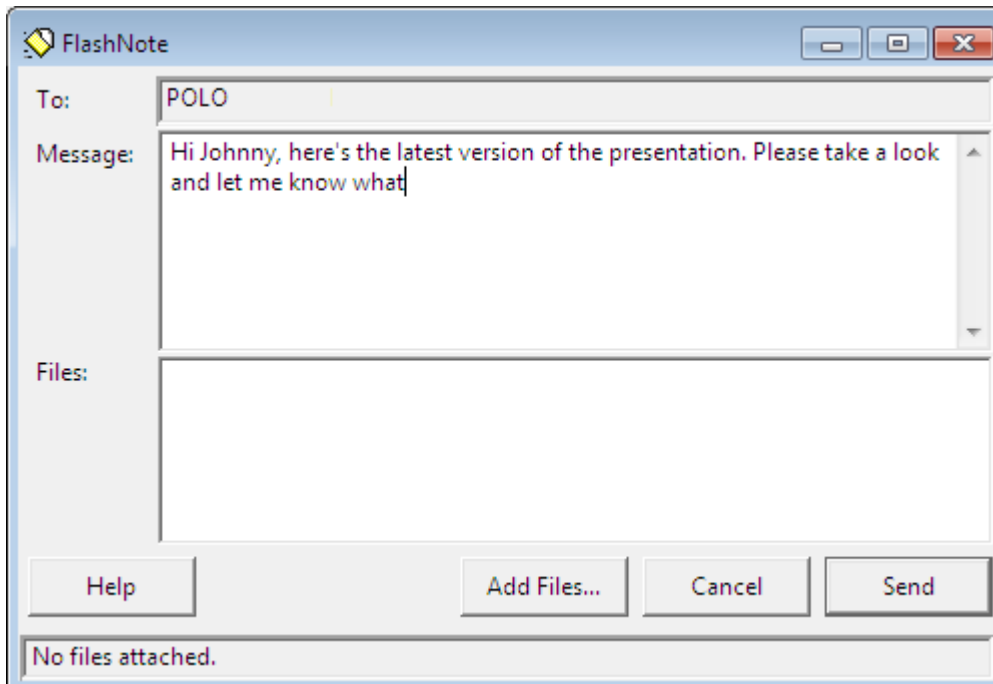 FlashNote
To:
POLO
Message:
Hi Johnny, here's the latest version of the presentation. Please take a look
and let me know what
Files:
Help
Add Files...
Cancel
Send
No files attached.